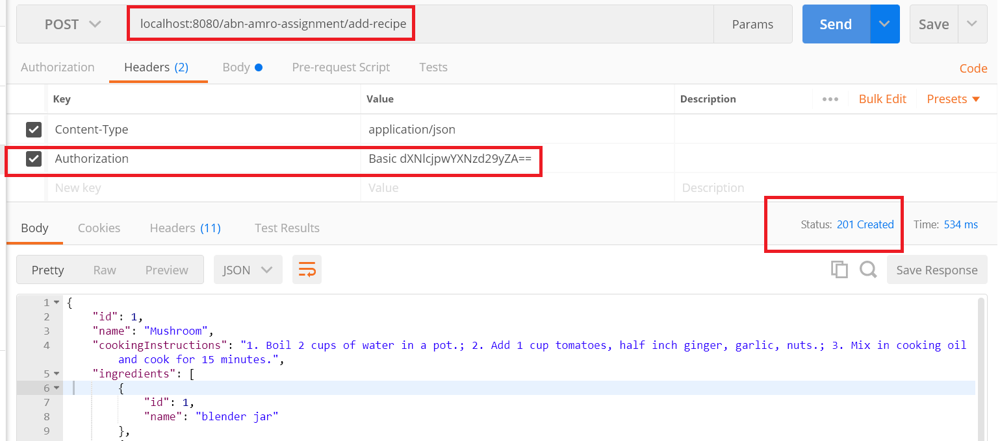 POST localhost:8080/abn-amro-assignment/add-recipe Params Send Save
Authorization Headers (2) Body Pre-request Script Tests Code
Key Value Description ••• Bulk Edit Presets
Content-Type application/json
Authorization Basic dXNlcjpwYXNzd29yZA==
New key Value Description
Body Cookies Headers (11) Test Results Status: 201 Created Time: 534 ms
Pretty Raw Preview JSON Save Response
1 {
2 "id": 1,
3 "name": "Mushroom",
4 "cookingInstructions": "1. Boil 2 cups of water in a pot.; 2. Add 1 cup tomatoes, half inch ginger, garlic, nuts.; 3. Mix in cooking oil
and cook for 15 minutes.",
5 "ingredients": [
6 {
7 "id": 1,
8 "name": "blender jar"
9 },